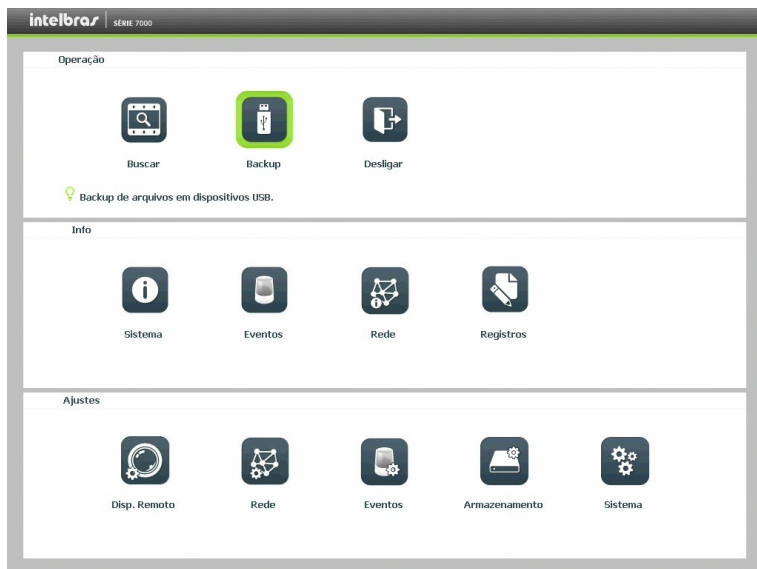 intelbras SÉRIE 7000
Operação
Buscar Backup Desligar
Backup de arquivos em dispositivos USB.
Info
Sistema Eventos Rede Registros
Ajustes
Disp. Remoto Rede Eventos Armazenamento Sistema